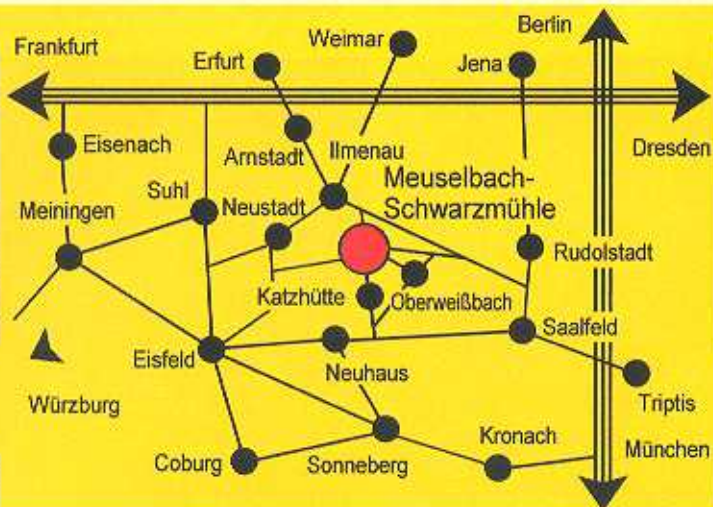 Berlin
Frankfurt
Weimar
Erfurt
Jena
Eisenach
Arnstadt
Ilmenau
Dresden
Suhl
Meuselbach-
Schwarzmühle
Meiningen
Neustadt
Rudolstadt
Katzhütte
Oberweißbach
Saalfeld
Eisfeld
Neuhaus
Würzburg
Triptis
Kronach
München
Coburg
Sonneberg